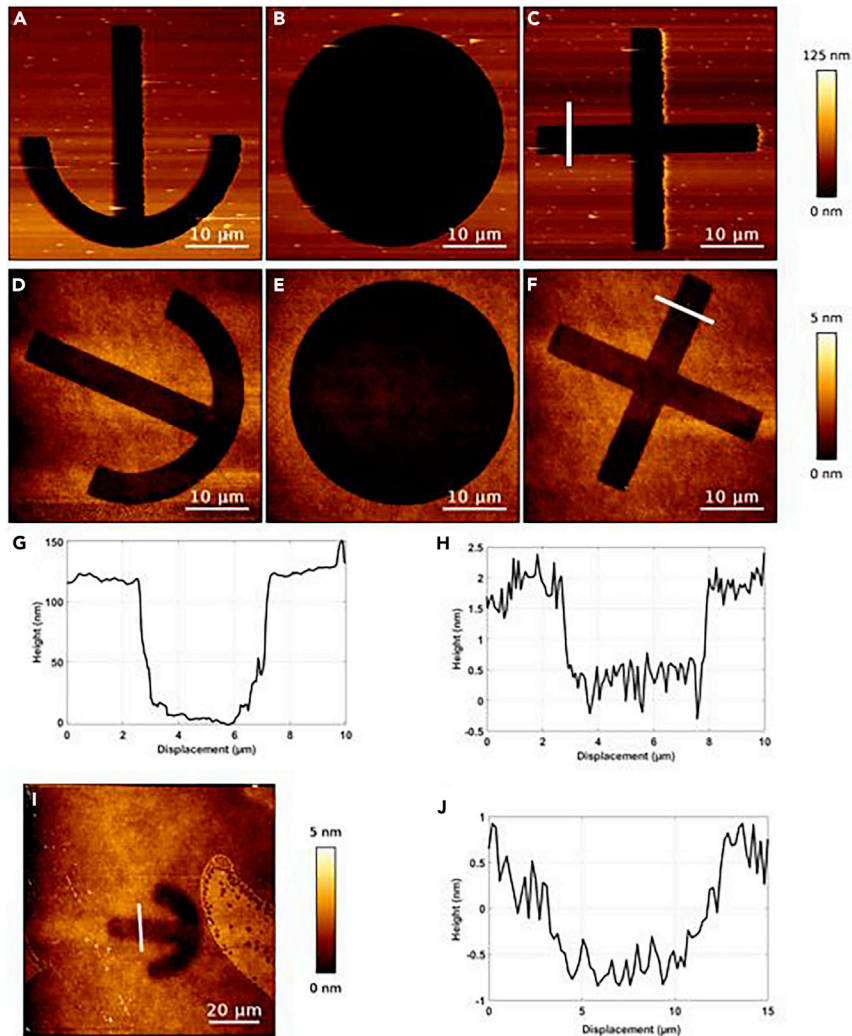 A
B
C
125 nm
0 nm
10 μm
10 μm
10 μm
D
E
F
5 nm
0 nm
10 μm
10 μm
10 μm
G
150
100
50
0
Height (nm)
0 2 4 6 8 10
Displacement (μm)
H
2.5
2
1.5
1
0.5
0
-0.5
Height (nm)
0 2 4 6 8 10
Displacement (μm)
I
5 nm
0 nm
20 μm
J
1
0.5
0
-0.5
-1
Height (nm)
0 5 10 15
Displacement (μm)